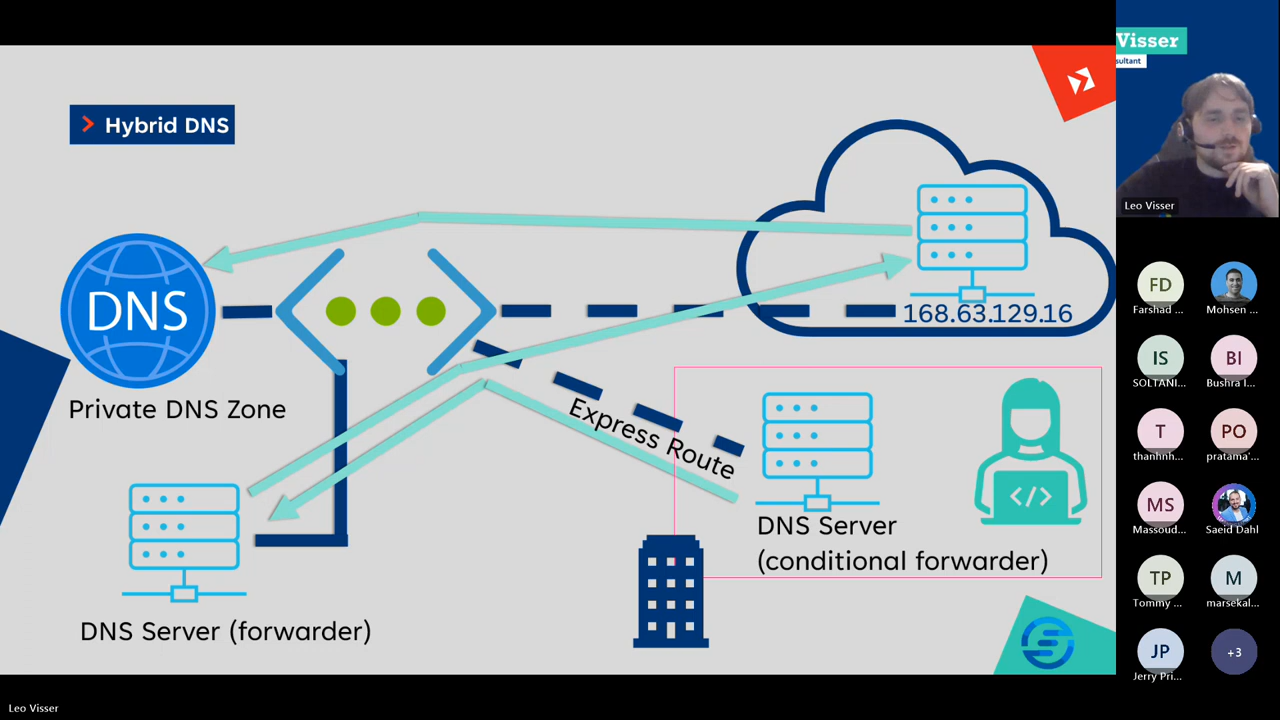 Hybrid DNS
DNS
Private DNS Zone
168.63.129.16
Express Route
DNS Server
(conditional forwarder)
DNS Server (forwarder)
Visser
sultant
Leo Visser
FD
Farshad ...
Mohsen ...
IS
SOLTANI...
BI
Bushra I...
T
thanhnh...
PO
pratama'...
MS
Massoud...
Saeid Dahl
TP
Tommy ...
M
marsekal...
JP
Jerry Pri...
+3
Leo Visser